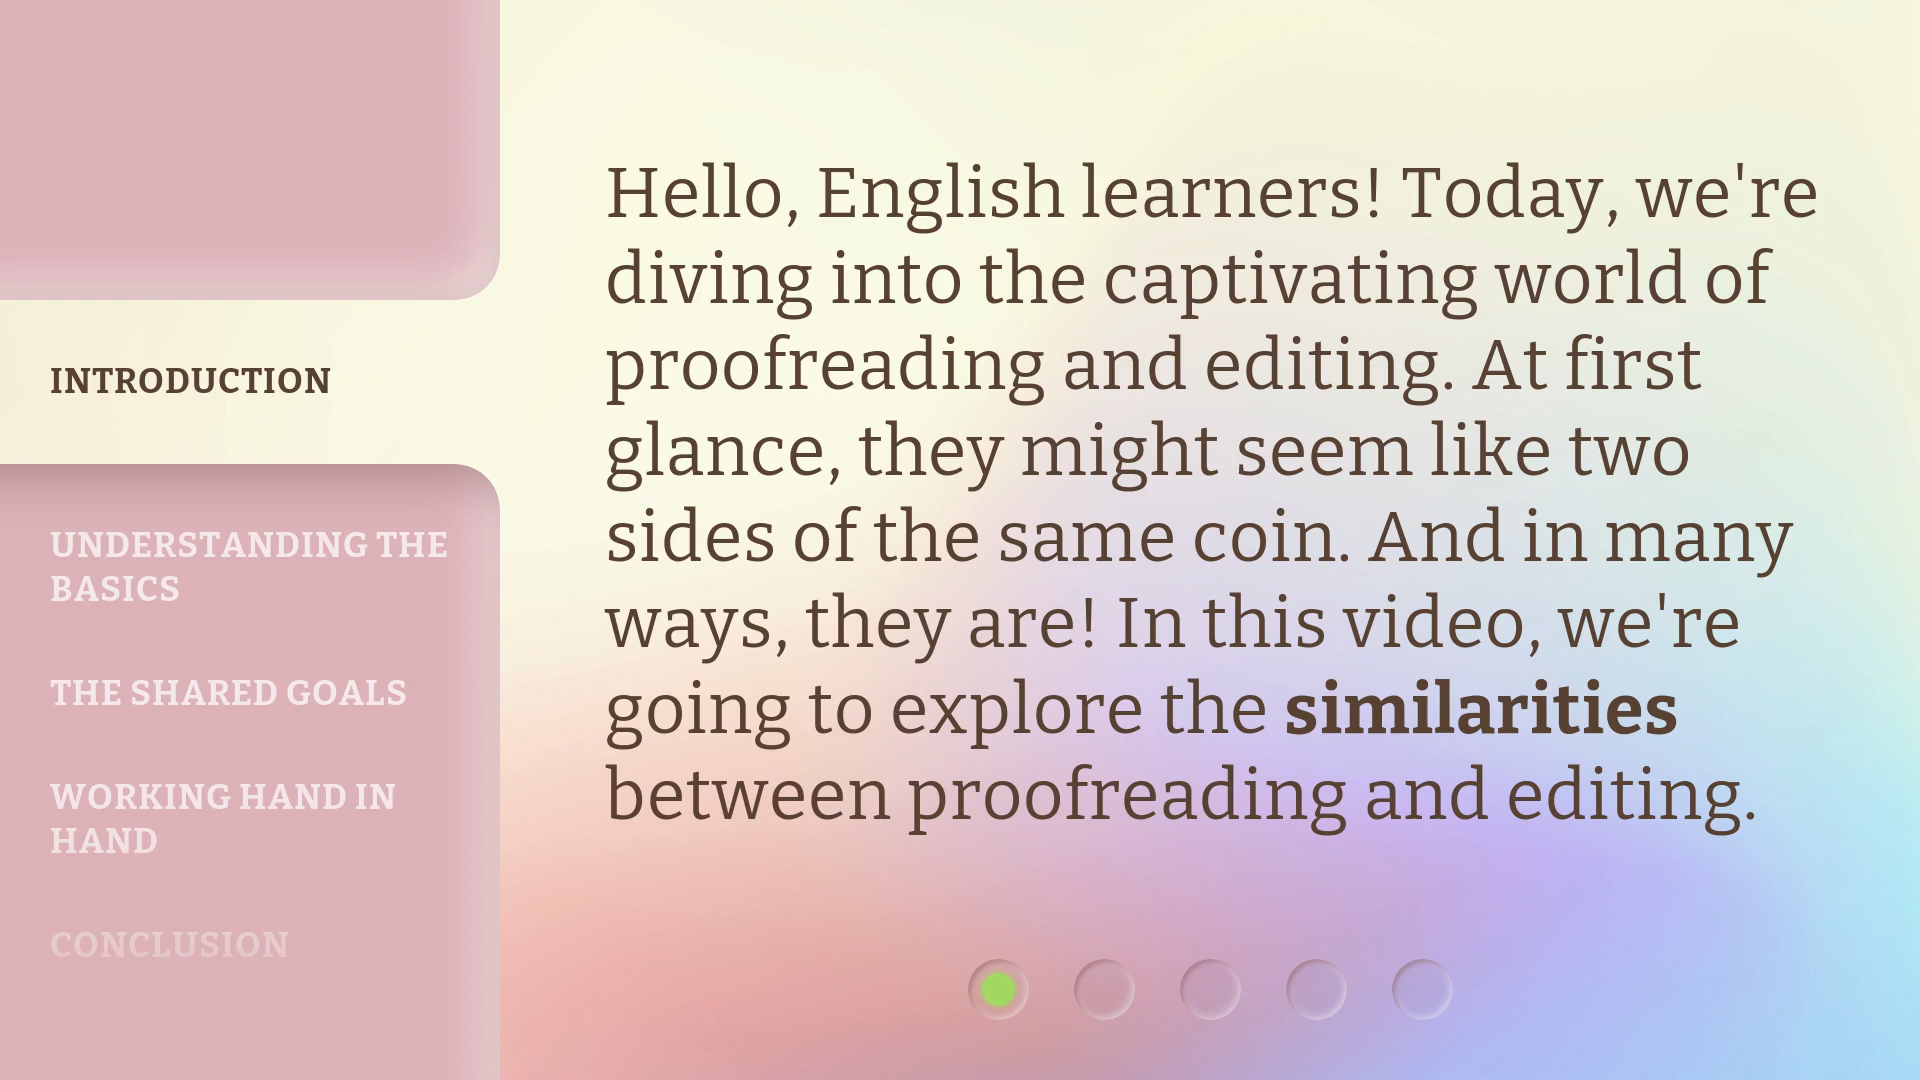 INTRODUCTION
UNDERSTANDING THE
BASICS
THE SHARED GOALS
WORKING HAND IN
HAND
CONCLUSION
Hello, English learners! Today, we're
diving into the captivating world of
proofreading and editing. At first
glance, they might seem like two
sides of the same coin. And in many
ways, they are! In this video, we're
going to explore the similarities
between proofreading and editing.